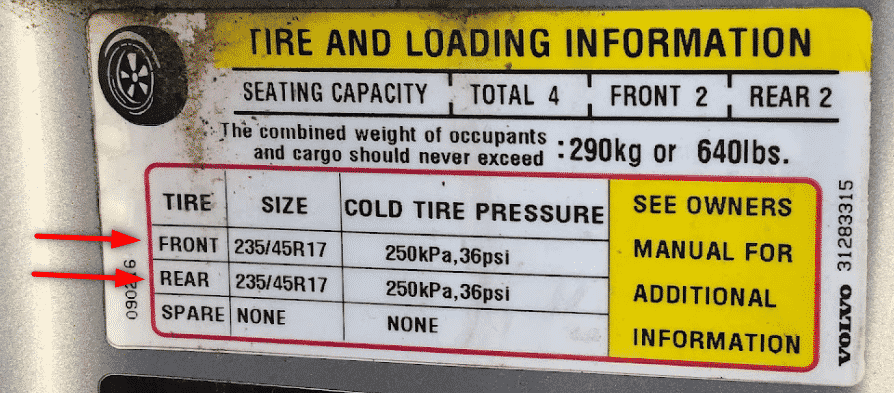 TIRE AND LOADING INFORMATION
SEATING CAPACITY TOTAL 4 FRONT 2 REAR 2
The combined weight of occupants
and cargo should never exceed :290kg or 640lbs.
TIRE SIZE COLD TIRE PRESSURE
FRONT 235/45R17 250kPa,36psi
REAR 235/45R17 250kPa,36psi
SPARE NONE NONE
SEE OWNERS
MANUAL FOR
ADDITIONAL
INFORMATION
VOLVO 31283315